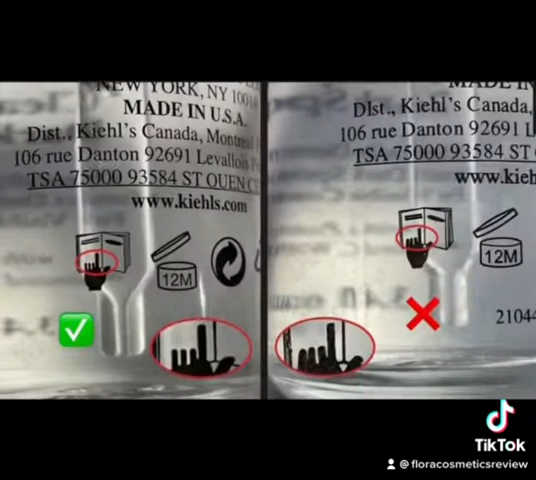 NEW YORK, NY 10014
MADE IN U.S.A.
Dist., Kiehl's Canada, Montreal
106 rue Danton 92691 Levallois
TSA 75000 93584 ST OUEN
www.kiehls.com
12M
MADE IN
Dist., Kiehl's Canada,
106 rue Danton 92691 L
TSA 75000 93584 ST
www.kieh
12M
21044
TikTok
@floracosmeticsreview